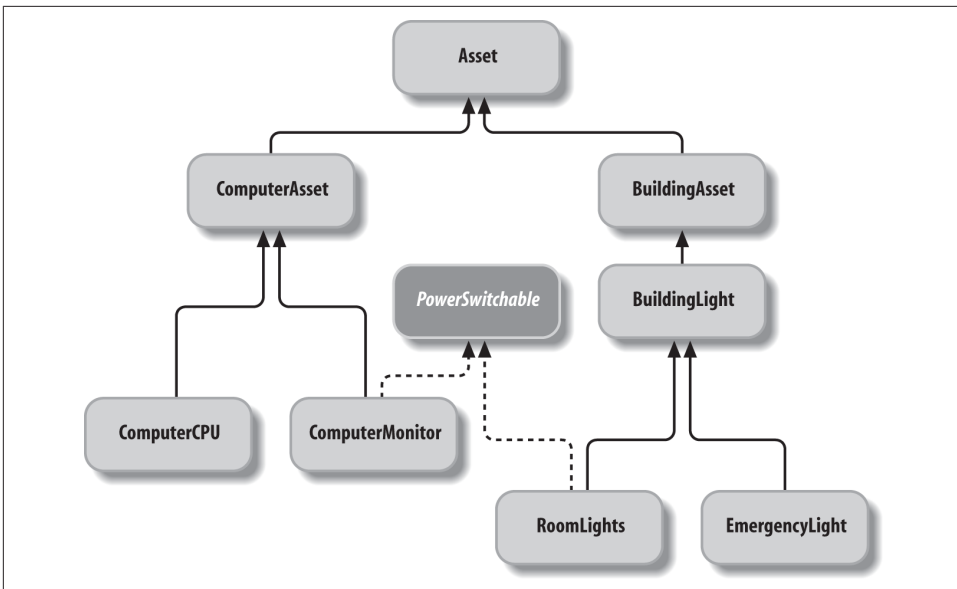 Asset
ComputerAsset
BuildingAsset
PowerSwitchable
BuildingLight
ComputerCPU
ComputerMonitor
RoomLights
EmergencyLight